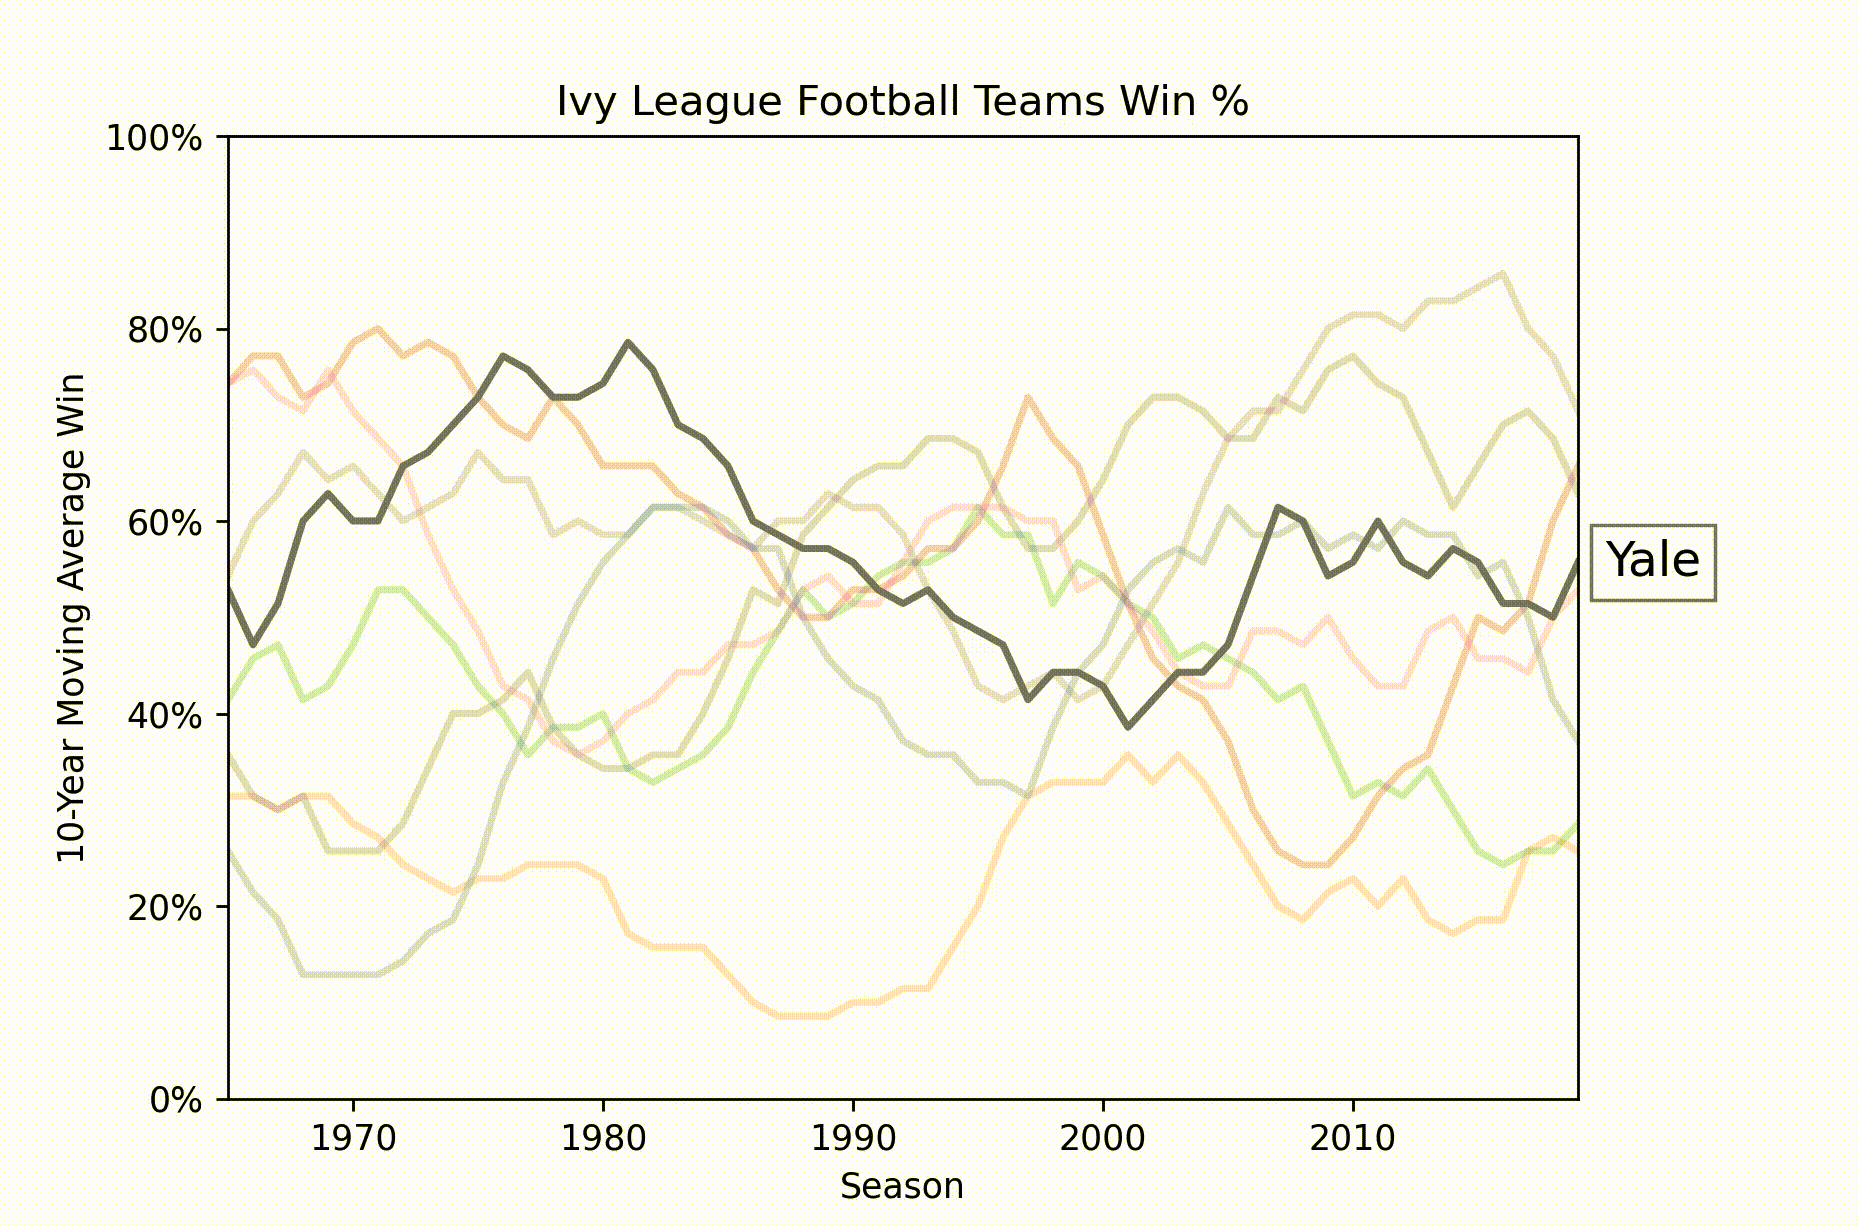 Ivy League Football Teams Win %
100%
80%
60%
40%
20%
0%
10-Year Moving Average Win
Yale
1970 1980 1990 2000 2010
Season